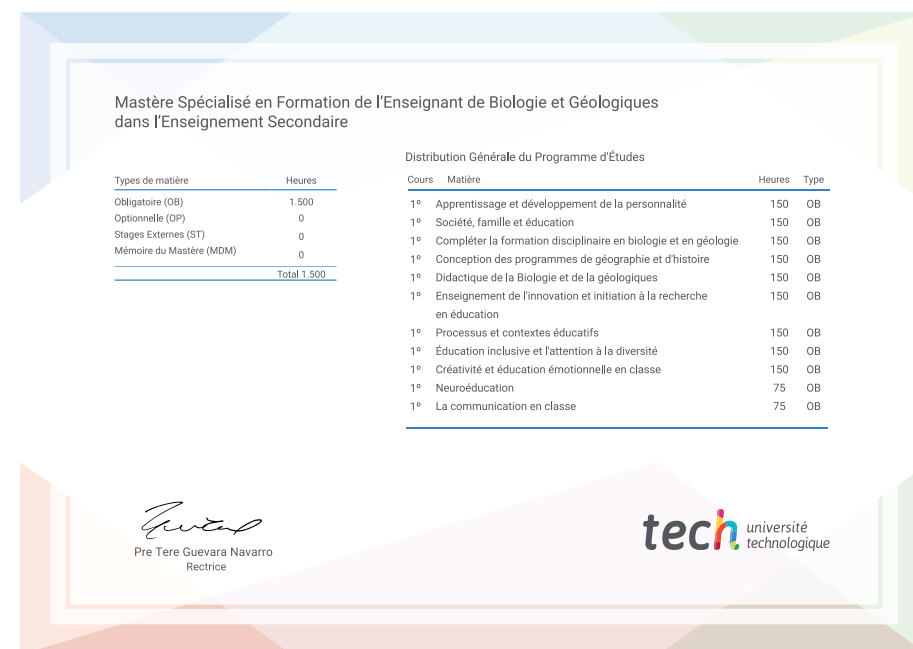 Mastère Spécialisé en Formation de l’Enseignant de Biologie et Géologiques
dans l’Enseignement Secondaire
Types de matière Heures
Obligatoire (OB) 1.500
Optionnelle (OP) 0
Stages Externes (ST) 0
Mémoire du Mastère (MDM) 0
Total 1.500
Distribution Générale du Programme d'Études
Cours Matière Heures Type
1º Apprentissage et développement de la personnalité 150 OB
1º Société, famille et éducation 150 OB
1º Compléter la formation disciplinaire en biologie et en géologie 150 OB
1º Conception des programmes de géographie et d'histoire 150 OB
1º Didactique de la Biologie et de la géologiques 150 OB
1º Enseignement de l'innovation et initiation à la recherche 150 OB
en éducation
1º Processus et contextes éducatifs 150 OB
1º Éducation inclusive et l'attention à la diversité 150 OB
1º Créativité et éducation émotionnelle en classe 150 OB
1º Neuroéducation 75 OB
1º La communication en classe 75 OB
Pre Tere Guevara Navarro
Rectrice
tech université
technologique